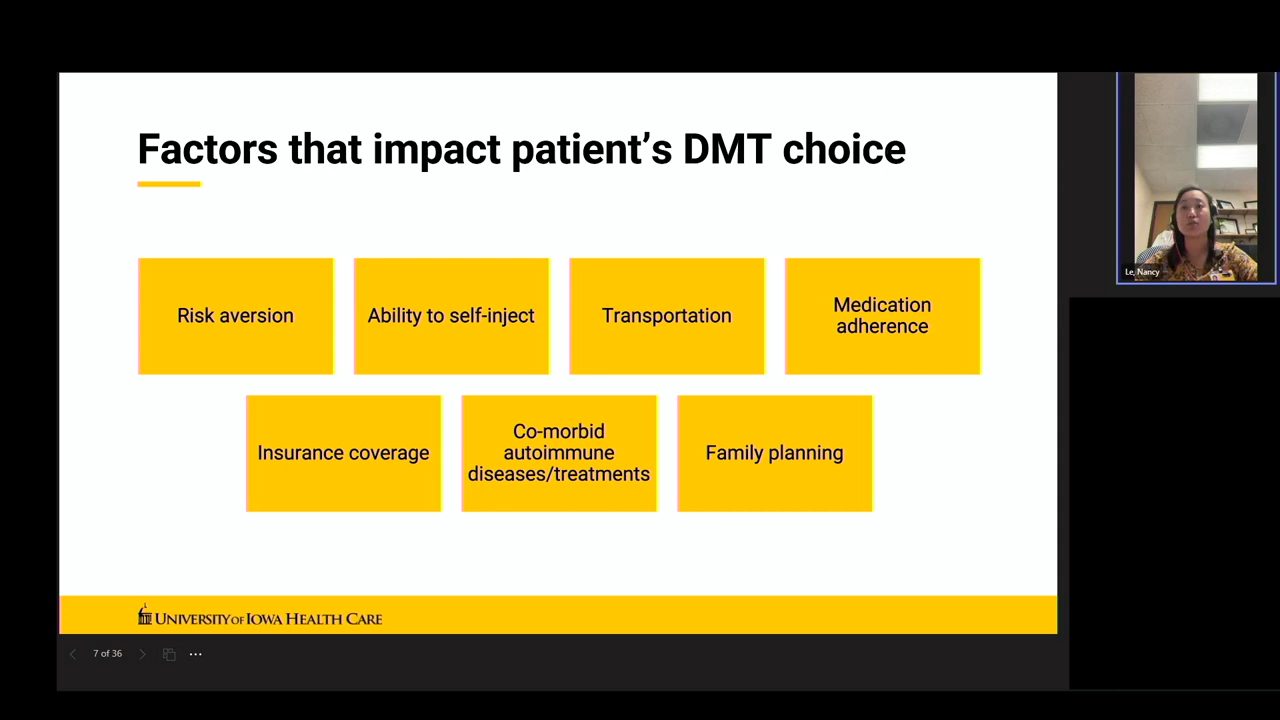 Factors that impact patient’s DMT choice
Risk aversion
Ability to self-inject
Transportation
Medication
adherence
Insurance coverage
Co-morbid
autoimmune
diseases/treatments
Family planning
UNIVERSITY OF IOWA HEALTH CARE
7 of 36
Le, Nancy